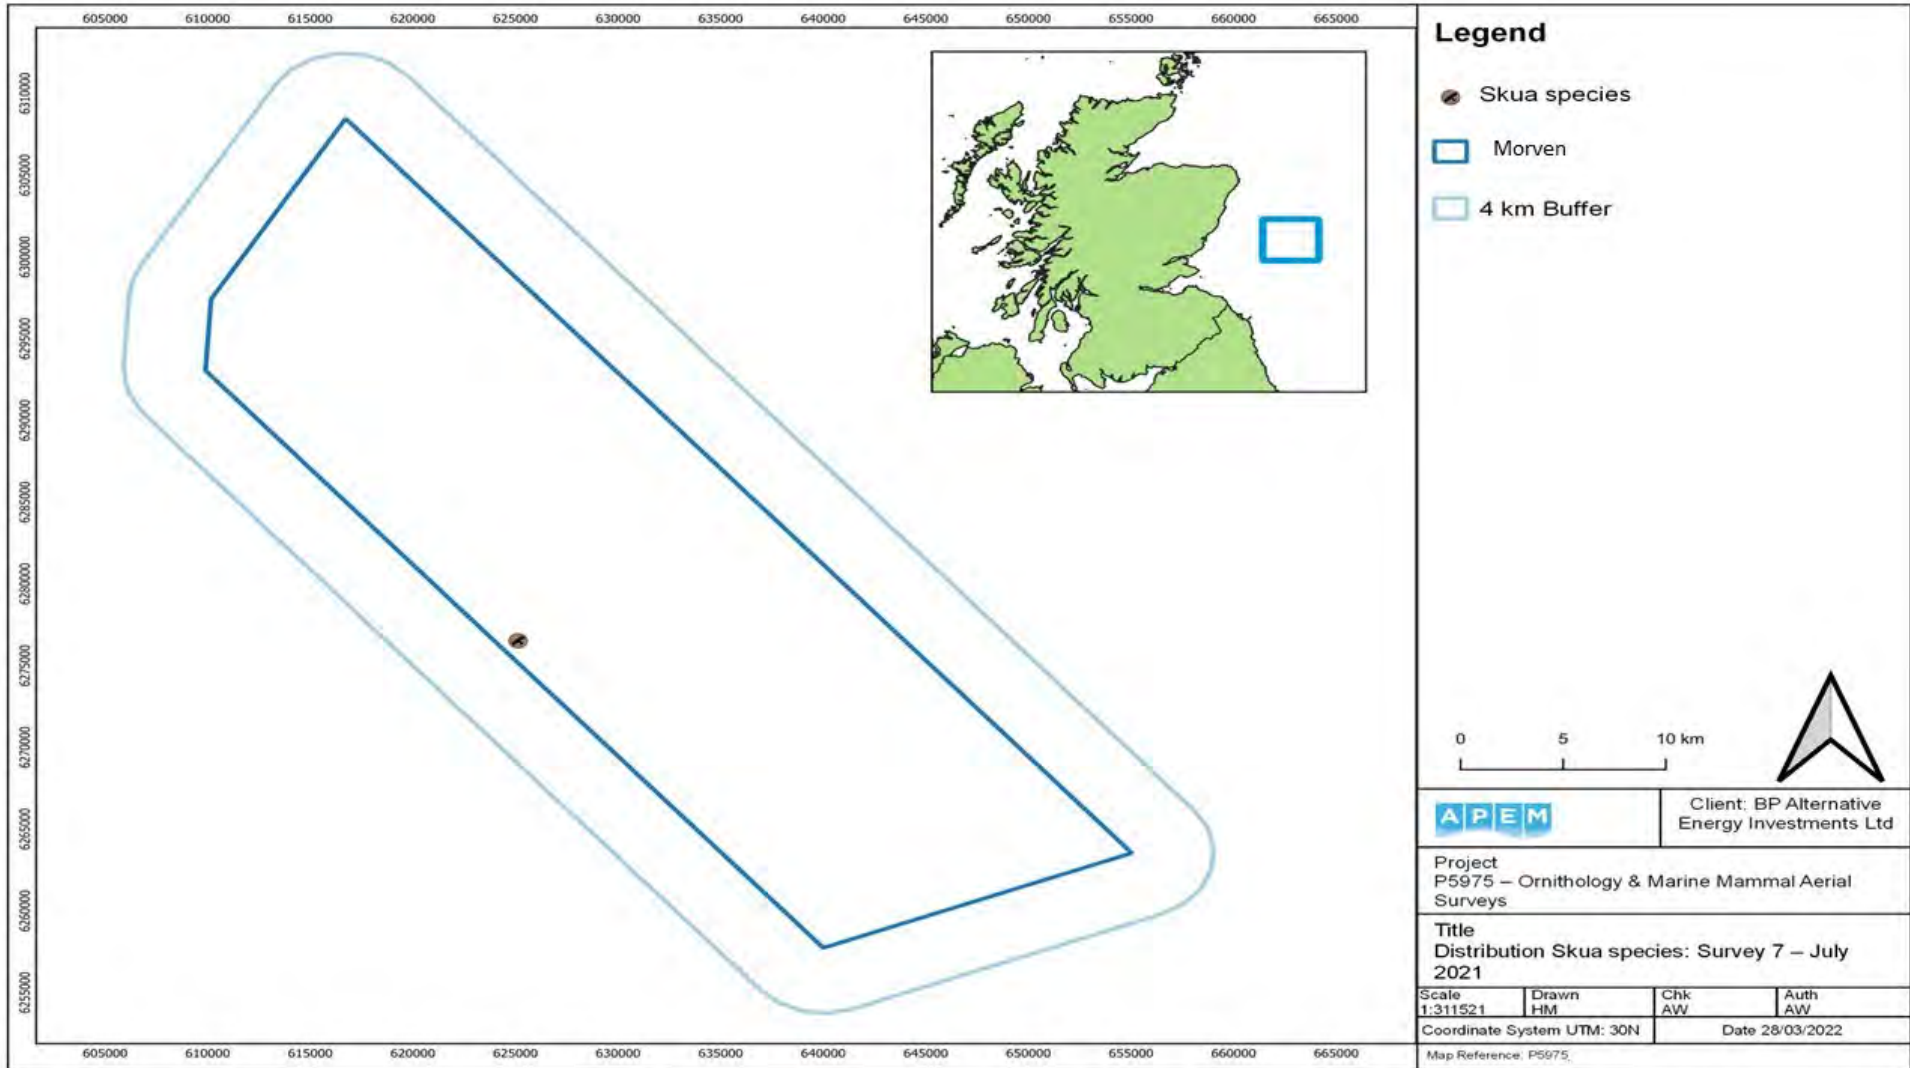 605000 610000 615000 620000 625000 630000 635000 640000 645000 650000 655000 660000 665000
6310000
6305000
6300000
6295000
6290000
6285000
6280000
6275000
6270000
6265000
6260000
6255000
605000 610000 615000 620000 625000 630000 635000 640000 645000 650000 655000 660000 665000
Legend
Skua species
Morven
4 km Buffer
0 5 10 km
APEM
Client: BP Alternative
Energy Investments Ltd
Project
P5975 – Ornithology & Marine Mammal Aerial
Surveys
Title
Distribution Skua species: Survey 7 – July
2021
Scale
1:311521
Drawn
HM
Chk
AW
Auth
AW
Coordinate System UTM: 30N
Date 28/03/2022
Map Reference: P5975